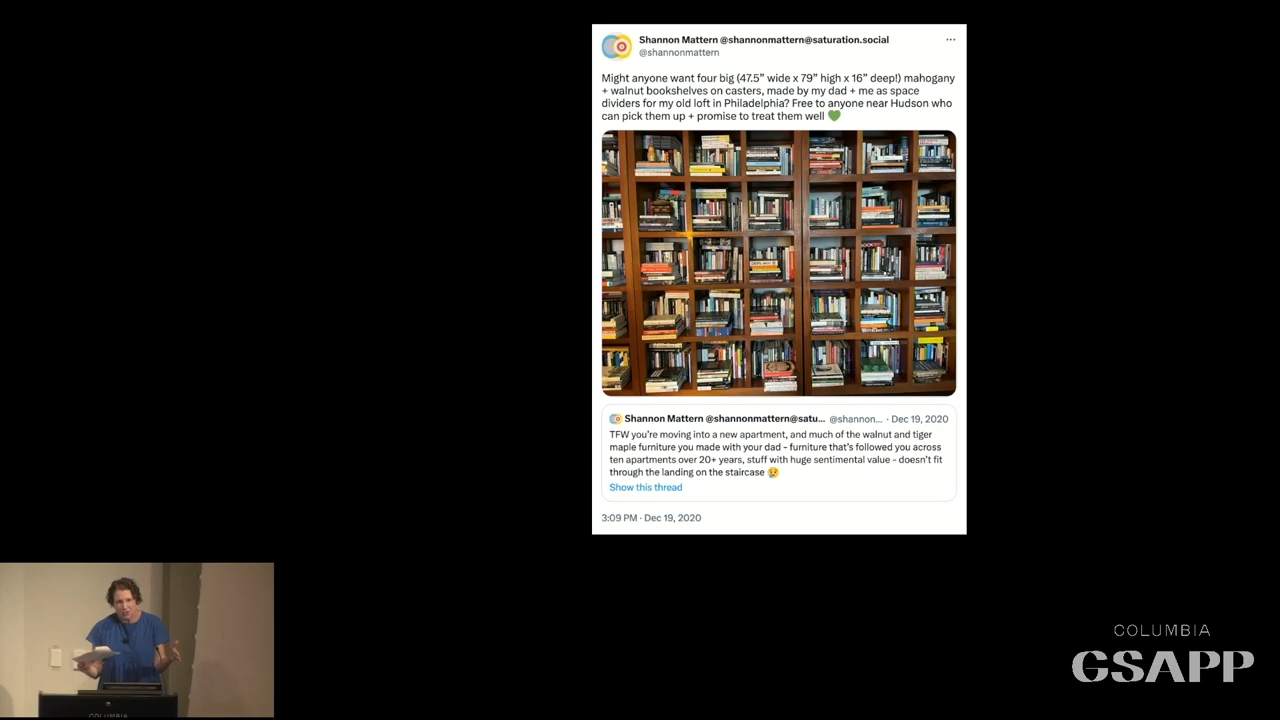 Shannon Mattern @shannonmattern@saturation.social
@shannonmattern
Might anyone want four big (47.5” wide x 79” high x 16” deep!) mahogany
+ walnut bookshelves on casters, made by my dad + me as space
dividers for my old loft in Philadelphia? Free to anyone near Hudson who
can pick them up + promise to treat them well 💚
Shannon Mattern @shannonmattern@satu... @shannon... · Dec 19, 2020
TFW you’re moving into a new apartment, and much of the walnut and tiger
maple furniture you made with your dad - furniture that’s followed you across
ten apartments over 20+ years, stuff with huge sentimental value - doesn’t fit
through the landing on the staircase 😢
Show this thread
3:09 PM · Dec 19, 2020
COLUMBIA
GSAPP
COLUMBIA